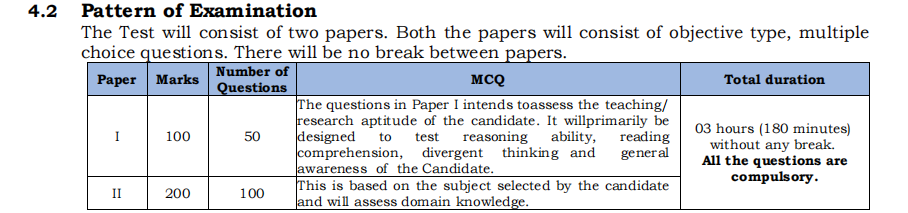 4.2 Pattern of Examination
The Test will consist of two papers. Both the papers will consist of objective type, multiple
choice questions. There will be no break between papers.
Paper Marks Number of Questions MCQ Total duration
I 100 50
The questions in Paper I intends toassess the teaching/
research aptitude of the candidate. It willprimarily be
designed to test reasoning ability, reading
comprehension, divergent thinking and general
awareness of the Candidate.
03 hours (180 minutes)
without any break.
All the questions are
compulsory.
II 200 100
This is based on the subject selected by the candidate
and will assess domain knowledge.